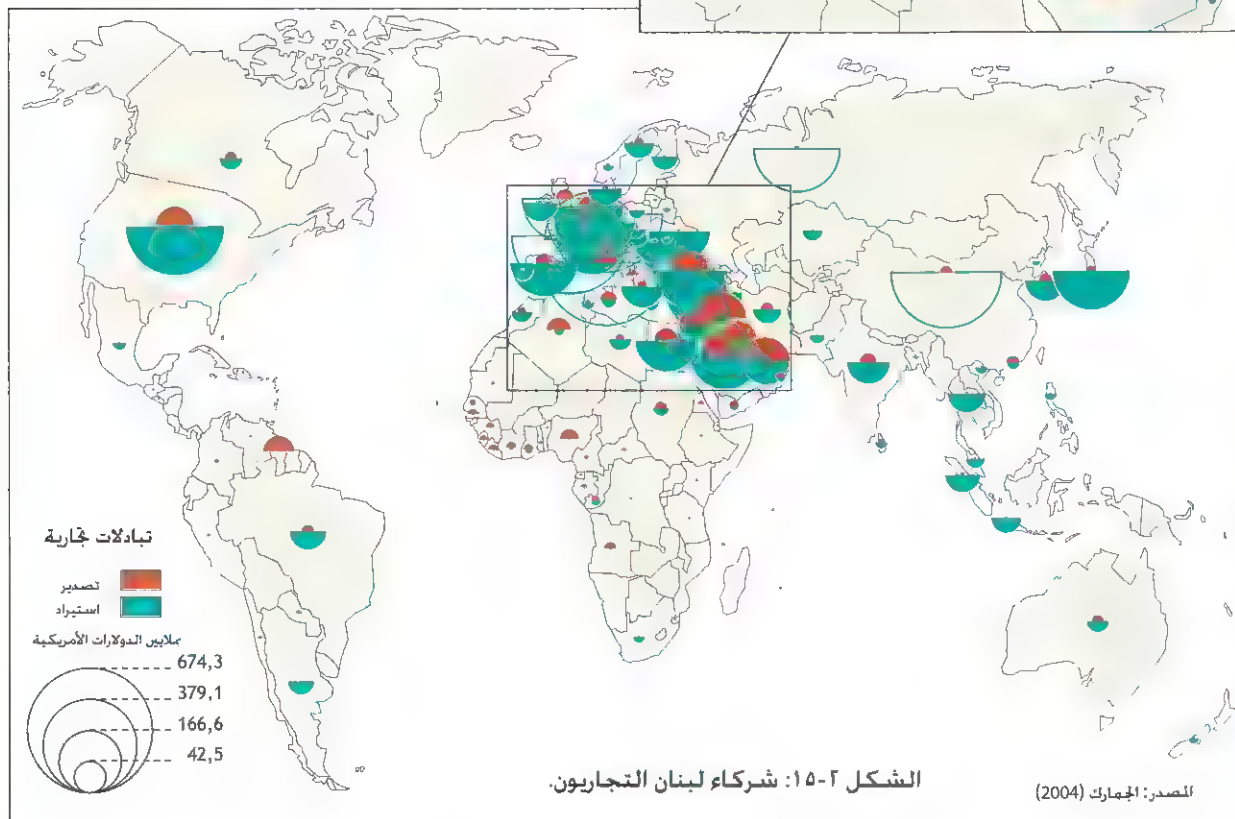 تبادلات تجارية
تصدير
استيراد
بملايين الدولارات الأمريكية
674,3
379,1
166,6
42,5
الشكل ٢-١٥: شركاء لبنان التجاريون.
المصدر: الجمارك (2004)